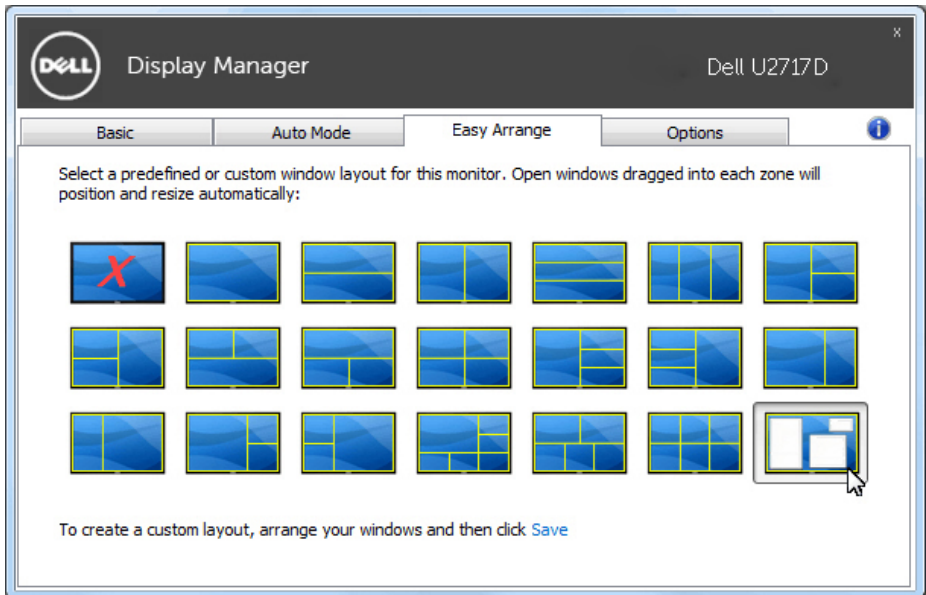 x
DELL
Display Manager
Dell U2717D
Basic
Auto Mode
Easy Arrange
Options
i
Select a predefined or custom window layout for this monitor. Open windows dragged into each zone will
position and resize automatically:
X
To create a custom layout, arrange your windows and then click Save